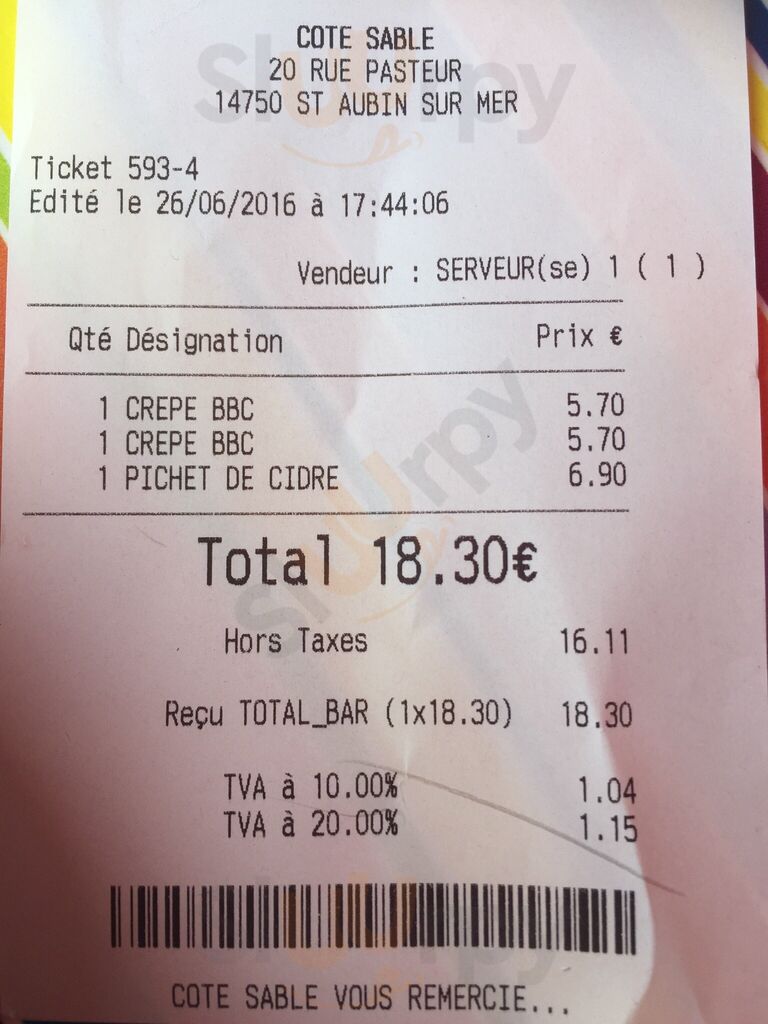 COTE SABLE
20 RUE PASTEUR
14750 ST AUBIN SUR MER
Ticket 593-4
Edité le 26/06/2016 à 17:44:06
Vendeur : SERVEUR(se) 1 ( 1 )
Qté Désignation Prix €
1 CREPE BBC 5.70
1 CREPE BBC 5.70
1 PICHET DE CIDRE 6.90
Total 18.30€
Hors Taxes 16.11
Reçu TOTAL_BAR (1x18.30) 18.30
TVA à 10.00% 1.04
TVA à 20.00% 1.15
COTE SABLE VOUS REMERCIE...
Sluurpy
Sluurpy